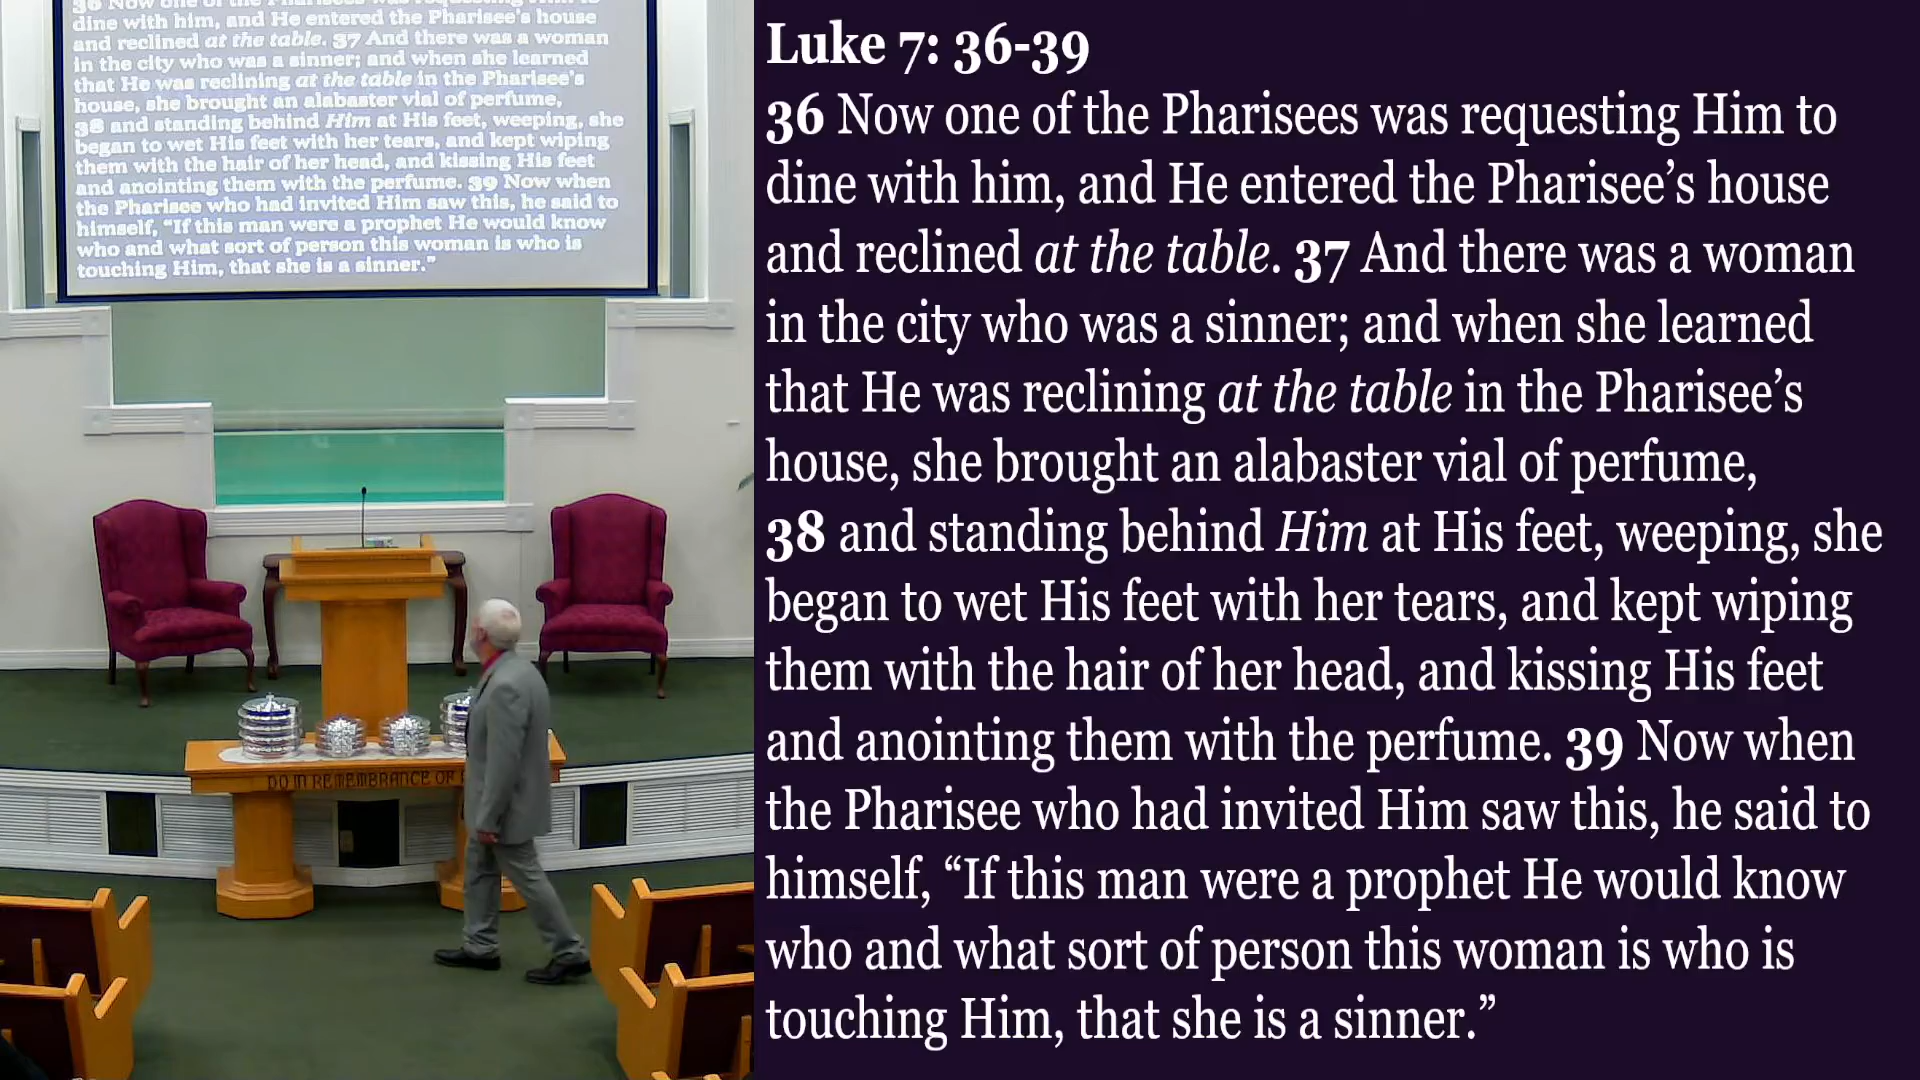 36 Now one of the Pharisees was requesting Him to
dine with him, and He entered the Pharisee's house
and reclined at the table. 37 And there was a woman
in the city who was a sinner; and when she learned
that He was reclining at the table in the Pharisee's
house, she brought an alabaster vial of perfume,
38 and standing behind Him at His feet, weeping, she
began to wet His feet with her tears, and kept wiping
them with the hair of her head, and kissing His feet
and anointing them with the perfume. 39 Now when
the Pharisee who had invited Him saw this, he said to
himself, "If this man were a prophet He would know
who and what sort of person this woman is who is
touching Him, that she is a sinner."
DO IN REMEMBRANCE OF
Luke 7: 36-39
36 Now one of the Pharisees was requesting Him to
dine with him, and He entered the Pharisee’s house
and reclined at the table. 37 And there was a woman
in the city who was a sinner; and when she learned
that He was reclining at the table in the Pharisee’s
house, she brought an alabaster vial of perfume,
38 and standing behind Him at His feet, weeping, she
began to wet His feet with her tears, and kept wiping
them with the hair of her head, and kissing His feet
and anointing them with the perfume. 39 Now when
the Pharisee who had invited Him saw this, he said to
himself, “If this man were a prophet He would know
who and what sort of person this woman is who is
touching Him, that she is a sinner.”